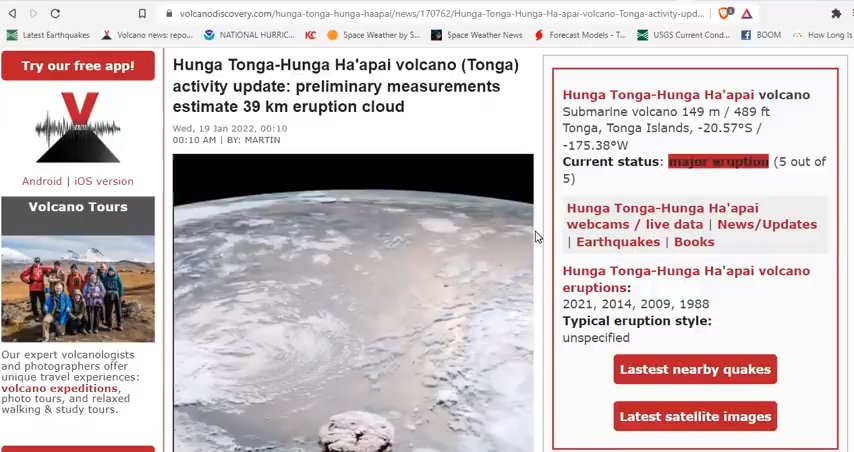 volcanodiscovery.com/hunga-tonga-hunga-haapai/news/170762/Hunga-Tonga-Hunga-Ha-apai-volcano-Tonga-activity-upd...
Latest Earthquakes
Volcano news: repo...
NATIONAL HURRIC...
KC
Space Weather by S...
Space Weather News
Forecast Models - T...
USGS Current Cond...
BOOM
How Long Is
Try our free app!
Android | iOS version
Volcano Tours
Our expert volcanologists
and photographers offer
unique travel experiences:
volcano expeditions,
photo tours, and relaxed
walking & study tours.
Hunga Tonga-Hunga Ha'apai volcano (Tonga)
activity update: preliminary measurements
estimate 39 km eruption cloud
Wed, 19 Jan 2022, 00:10
00:10 AM | BY: MARTIN
Hunga Tonga-Hunga Ha'apai volcano
Submarine volcano 149 m / 489 ft
Tonga, Tonga Islands, -20.57°S /
-175.38°W
Current status: major eruption (5 out of
5)
Hunga Tonga-Hunga Ha'apai
webcams / live data | News/Updates
| Earthquakes | Books
Hunga Tonga-Hunga Ha'apai volcano
eruptions:
2021, 2014, 2009, 1988
Typical eruption style:
unspecified
Lastest nearby quakes
Latest satellite images